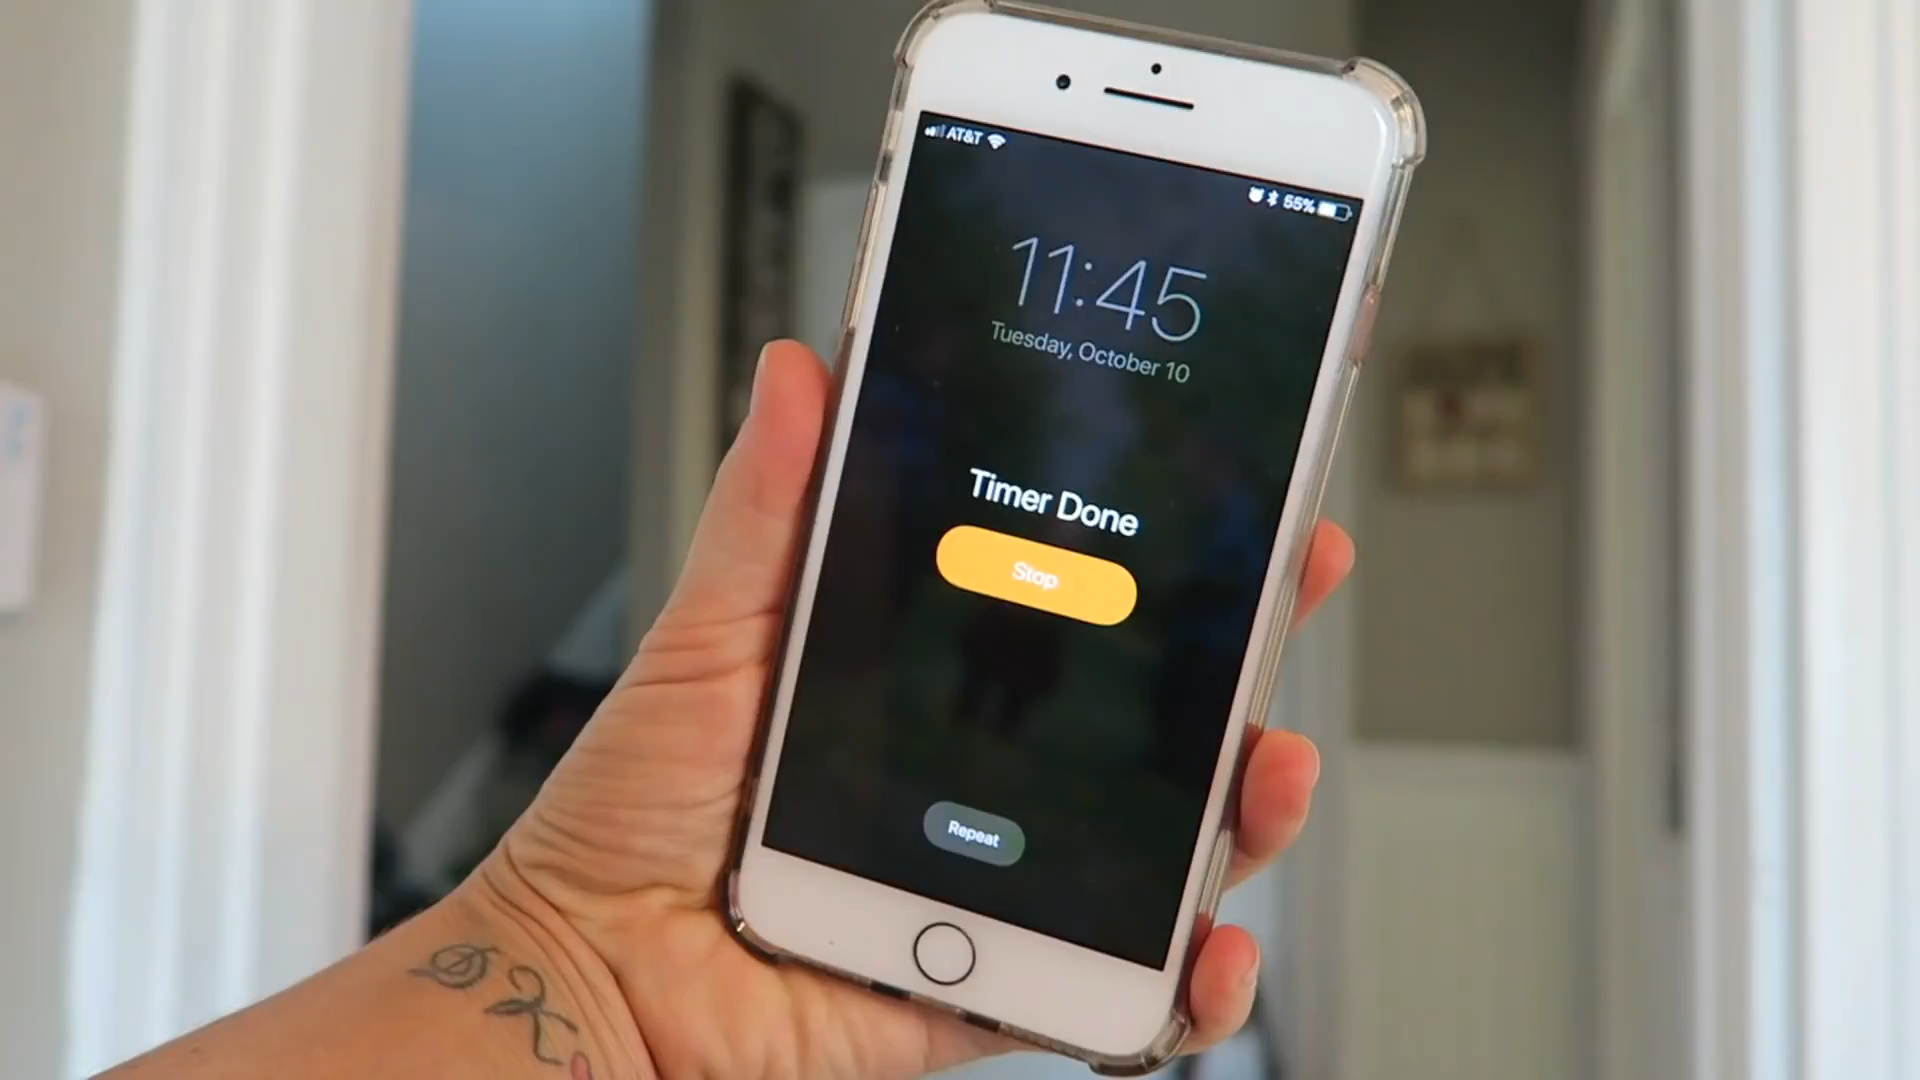 AT&T
55%
11:45
Tuesday, October 10
Timer Done
Stop
Repeat